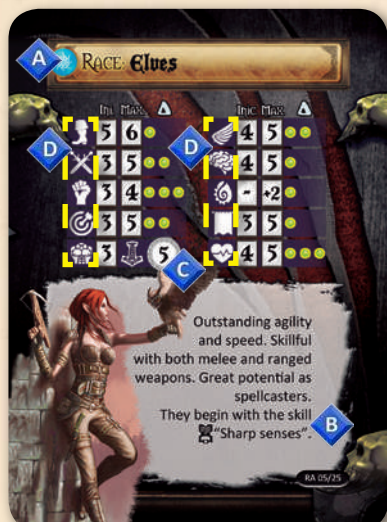 A
RACE: Elves
INI. MAX.
INIC MAX
D
D
5 6
4 5
3 5
4 5
3 4
- +2
3 5
3 5
3
5
4 5
C
Outstanding agility
and speed. Skillful
with both melee and ranged
weapons. Great potential as
spellcasters.
They begin with the skill
"Sharp senses".
B
RA 05/25